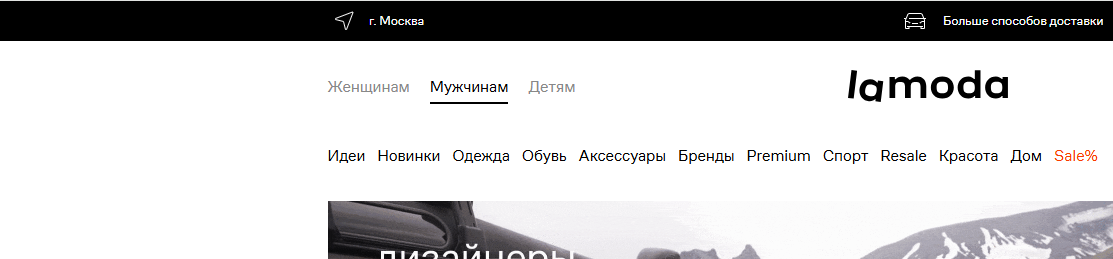 г. Москва Больше способов доставки
Женщинам Мужчинам Детям lamoda
Идеи Новинки Одежда Обувь Аксессуары Бренды Premium Спорт Resale Красота Дом Sale%
дизайнеры